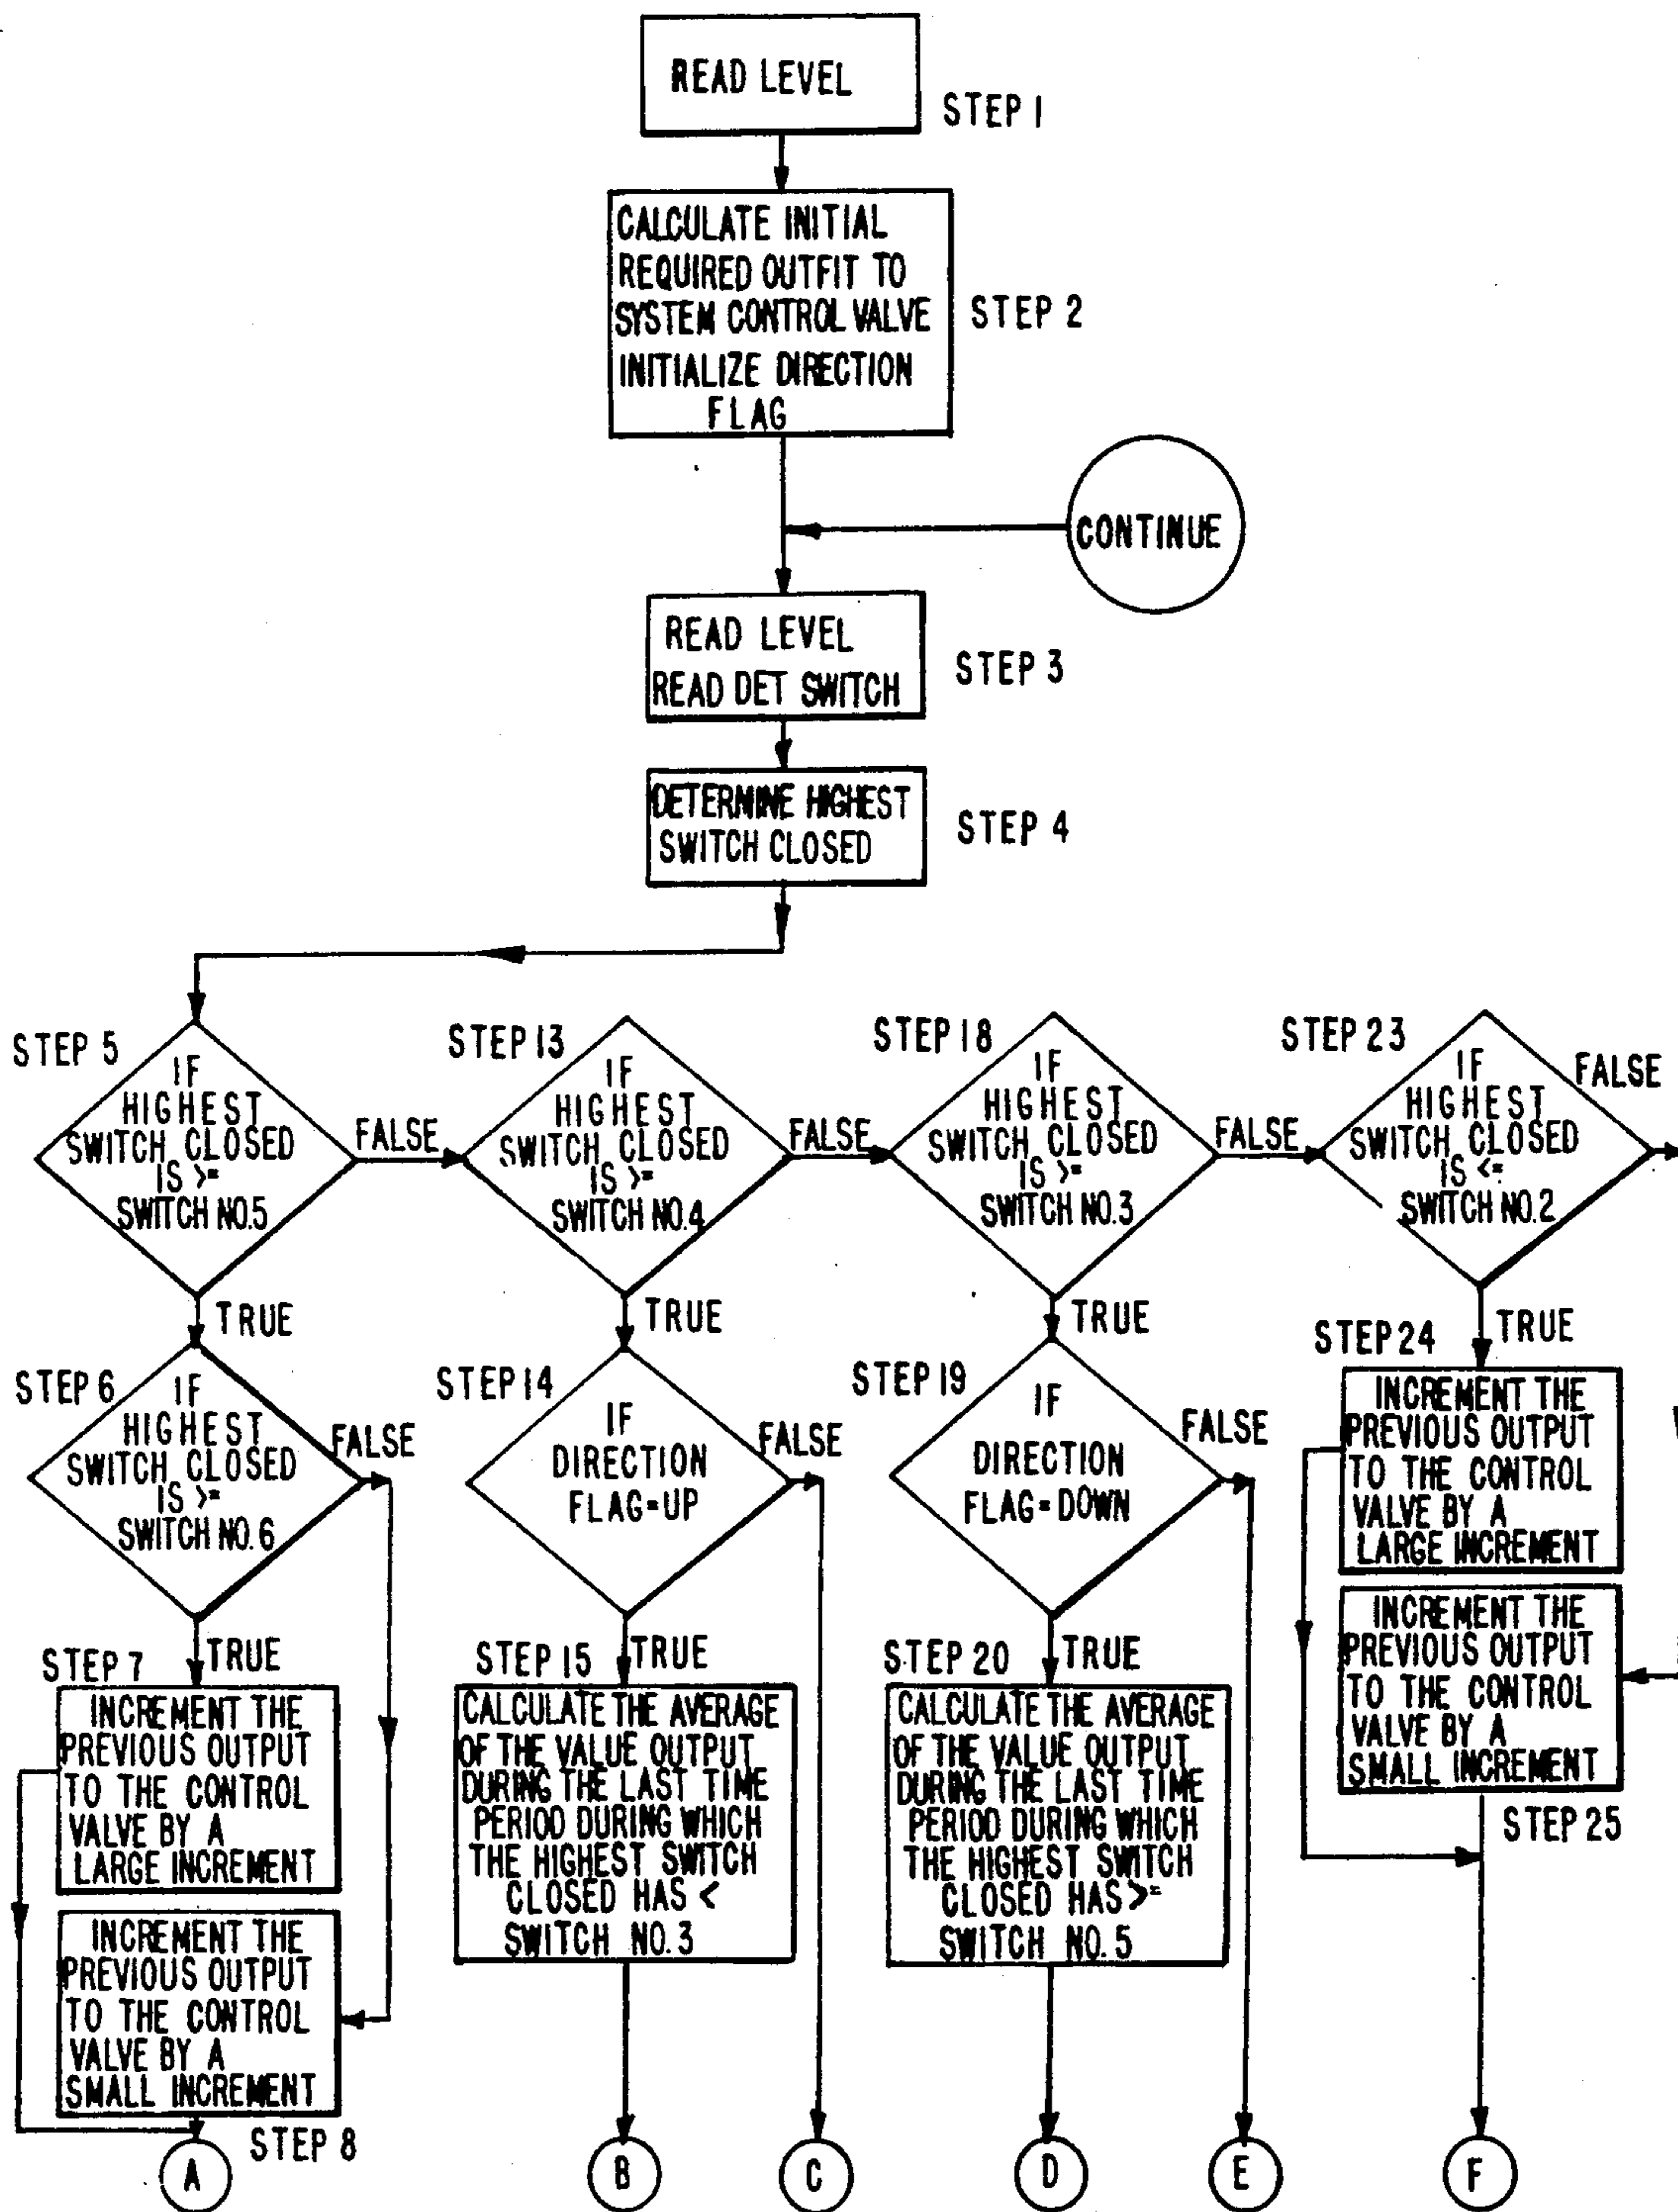 READ LEVEL
STEP 1
CALCULATE INITIAL
REQUIRED OUTFIT TO
SYSTEM CONTROL VALVE
INITIALIZE DIRECTION
FLAG
STEP 2
CONTINUE
READ LEVEL
READ DET SWITCH
STEP 3
DETERMINE HIGHEST
SWITCH CLOSED
STEP 4
STEP 5
IF
HIGHEST
SWITCH CLOSED
IS >=
SWITCH NO.5
FALSE
TRUE
STEP 13
IF
HIGHEST
SWITCH CLOSED
IS >=
SWITCH NO.4
FALSE
TRUE
STEP 18
IF
HIGHEST
SWITCH CLOSED
IS >=
SWITCH NO.3
FALSE
TRUE
STEP 23
IF
HIGHEST
SWITCH CLOSED
IS <=
SWITCH NO.2
FALSE
TRUE
STEP 6
IF
HIGHEST
SWITCH CLOSED
IS >=
SWITCH NO.6
FALSE
TRUE
STEP 14
IF
DIRECTION
FLAG=UP
FALSE
TRUE
STEP 19
IF
DIRECTION
FLAG=DOWN
FALSE
TRUE
STEP 24
INCREMENT THE
PREVIOUS OUTPUT
TO THE CONTROL
VALVE BY A
LARGE INCREMENT
INCREMENT THE
PREVIOUS OUTPUT
TO THE CONTROL
VALVE BY A
SMALL INCREMENT
STEP 25
STEP 7
INCREMENT THE
PREVIOUS OUTPUT
TO THE CONTROL
VALVE BY A
LARGE INCREMENT
INCREMENT THE
PREVIOUS OUTPUT
TO THE CONTROL
VALVE BY A
SMALL INCREMENT
STEP 8
STEP 15
CALCULATE THE AVERAGE
OF THE VALUE OUTPUT
DURING THE LAST TIME
PERIOD DURING WHICH
THE HIGHEST SWITCH
CLOSED HAS <
SWITCH NO. 3
STEP 20
CALCULATE THE AVERAGE
OF THE VALUE OUTPUT
DURING THE LAST TIME
PERIOD DURING WHICH
THE HIGHEST SWITCH
CLOSED HAS >=
SWITCH NO. 5
A
B
C
D
E
F